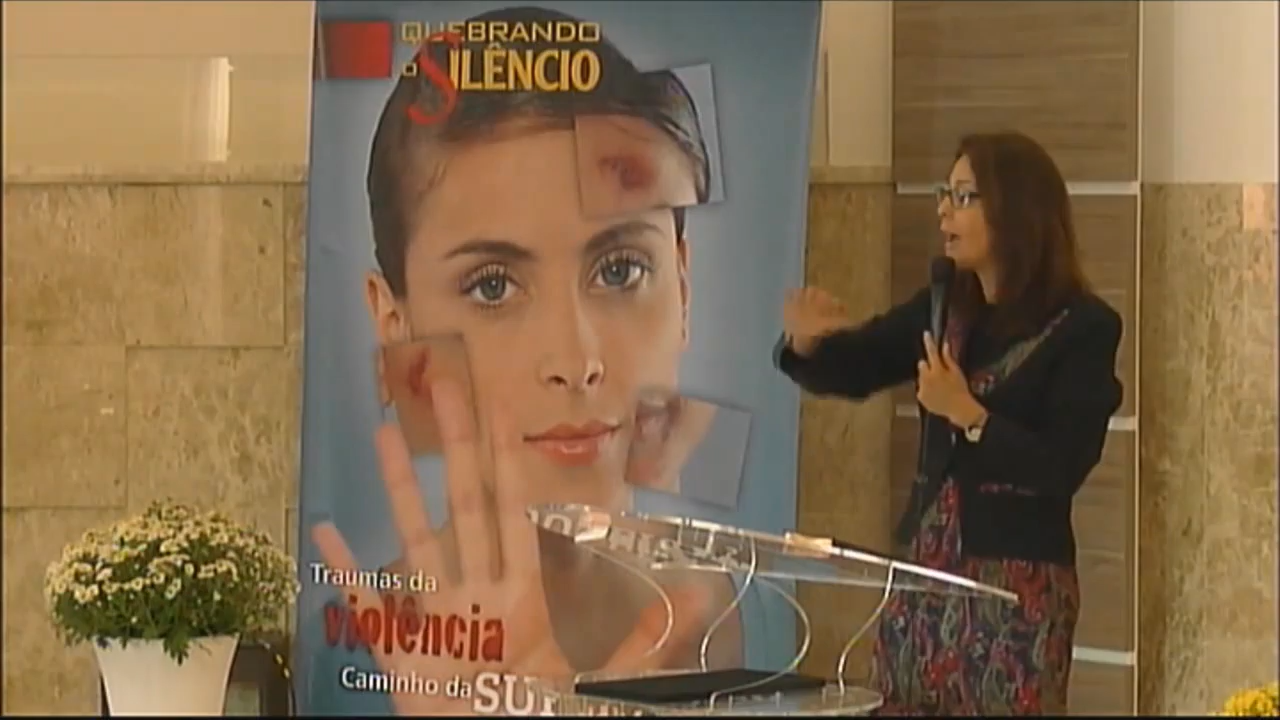 QUEBRANDO
O SILÊNCIO
Traumas da
violência
Caminho da